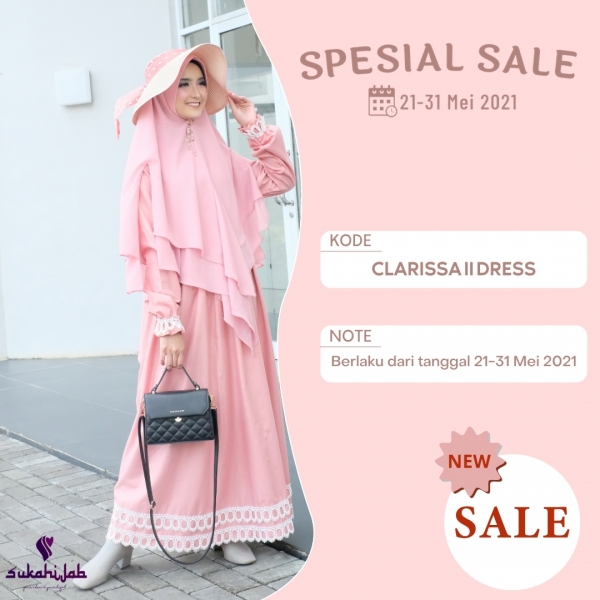 SPESIAL SALE
21-31 Mei 2021
KODE
CLARISSA II DRESS
NOTE
Berlaku dari tanggal 21-31 Mei 2021
NEW
SALE
sukahijab